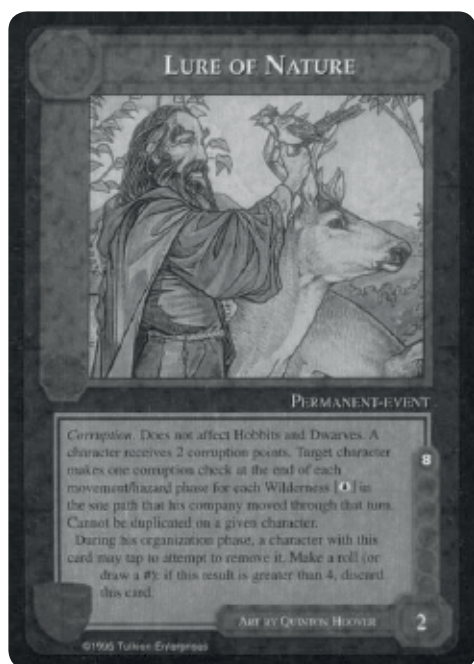 LURE OF NATURE
PERMANENT-EVENT
Corruption. Does not affect Hobbits and Dwarves. A
character receives 2 corruption points. Target character
makes one corruption check at the end of each
movement/hazard phase for each Wilderness [ ] in
the site path that his company moved through that turn.
Cannot be duplicated on a given character.
During his organization phase, a character with this
card may tap to attempt to remove it. Make a roll (or
draw a #): if this result is greater than 4, discard
this card.
8
ART BY QUINTON HOOVER
2
©1995 Tolkien Enterprises